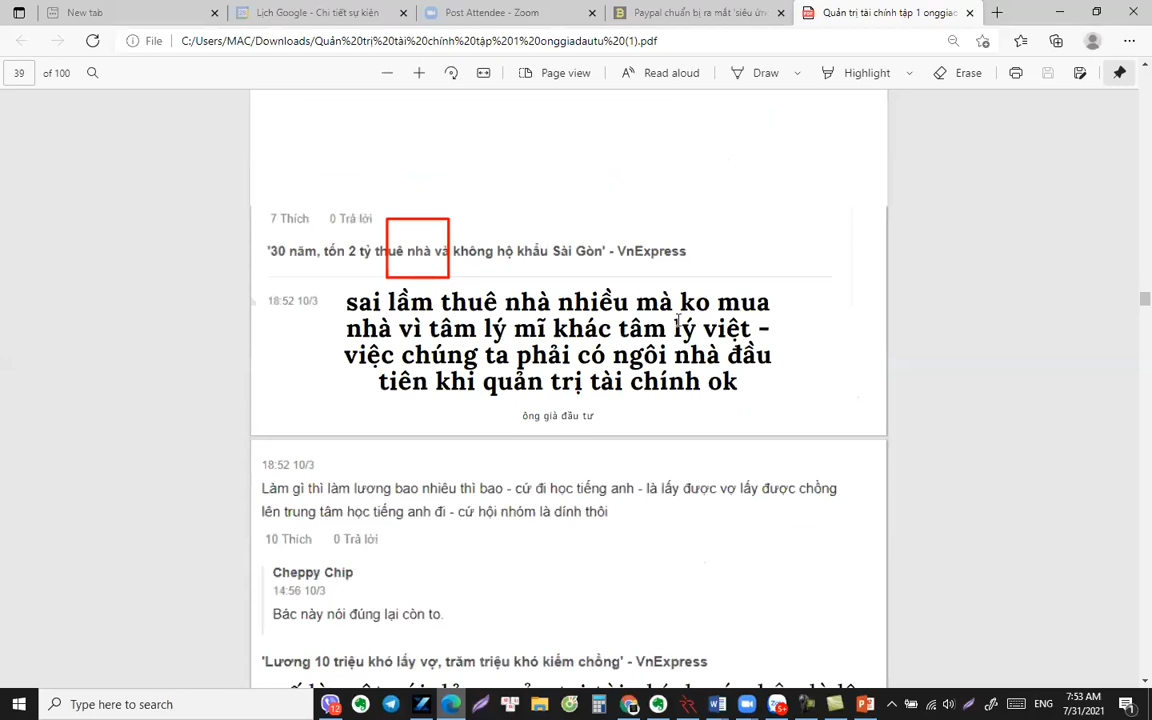 New tab
Lịch Google - Chi tiết sự kiện
Post Attendee - Zoom
Paypal chuẩn bị ra mắt 'siêu ứn
Quản trị tài chính tập 1 onggiad
File
C:/Users/MAC/Downloads/Quản%20trị%20tài%20chính%20tập%201%20onggiadautu%20(1).pdf
39 of 100
Page view
Read aloud
Draw
Highlight
Erase
7 Thích 0 Trả lời
'30 năm, tốn 2 tỷ thuê nhà và không hộ khẩu Sài Gòn' - VnExpress
18:52 10/3
sai lầm thuê nhà nhiều mà ko mua
nhà vì tâm lý mĩ khác tâm lý việt -
việc chúng ta phải có ngôi nhà đầu
tiên khi quản trị tài chính ok
ông già đầu tư
18:52 10/3
Làm gì thì làm lương bao nhiêu thì bao - cứ đi học tiếng anh - là lấy được vợ lấy được chồng
lên trung tâm học tiếng anh đi - cứ hội nhóm là dính thôi
10 Thích 0 Trả lời
Cheppy Chip
14:56 10/3
Bác này nói đúng lại còn to.
'Lương 10 triệu khó lấy vợ, trăm triệu khó kiếm chồng' - VnExpress
Type here to search
12
5+
ENG
7:53 AM
7/31/2021
1